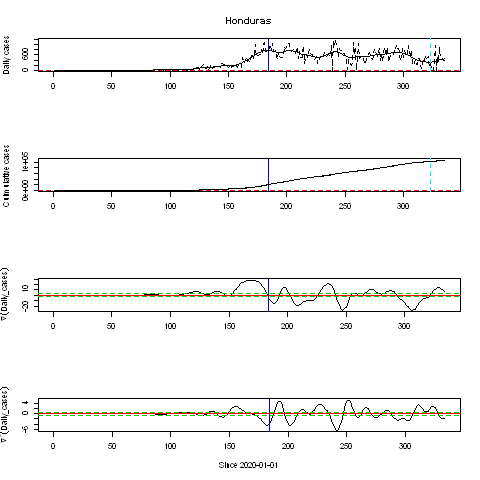 Honduras
Daily cases
0 600
0 50 100 150 200 250 300
Cumulative cases
0e+00 1e+05
0 50 100 150 200 250 300
∇(Daily_cases)
-20 10
0 50 100 150 200 250 300
∇²(Daily_cases)
-6 0 4
0 50 100 150 200 250 300
Since 2020-01-01